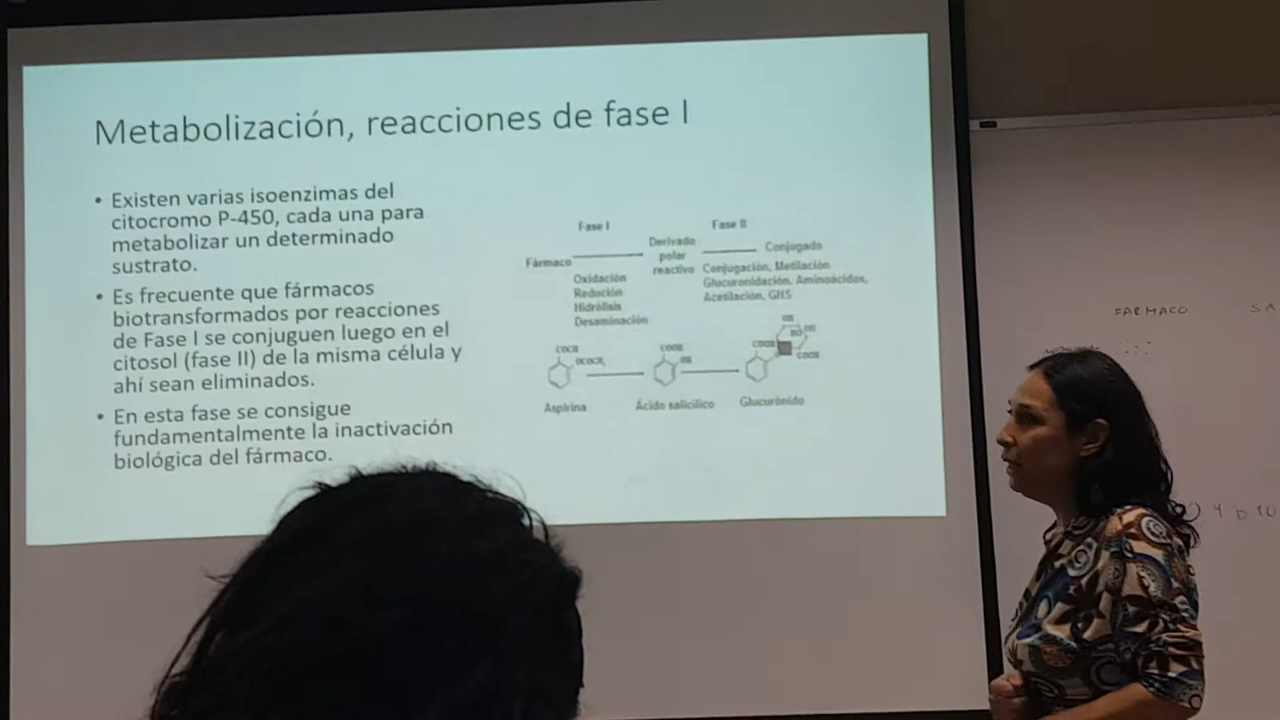 Metabolización, reacciones de fase I
• Existen varias isoenzimas del
citocromo P-450, cada una para
metabolizar un determinado
sustrato.
• Es frecuente que fármacos
biotransformados por reacciones
de Fase I se conjuguen luego en el
citosol (fase II) de la misma célula y
ahí sean eliminados.
• En esta fase se consigue
fundamentalmente la inactivación
biológica del fármaco.
Fase I
Fase II
Fármaco
Derivado
polar
reactivo
Conjugado
Oxidación
Redución
Hidrólisis
Desaminación
Conjugación, Metilación
Glucuronidación, Aminoácidos,
Acetilación, GHS
COOH
Aspirina
Ácido salicílico
Glucurónido
FARMACO